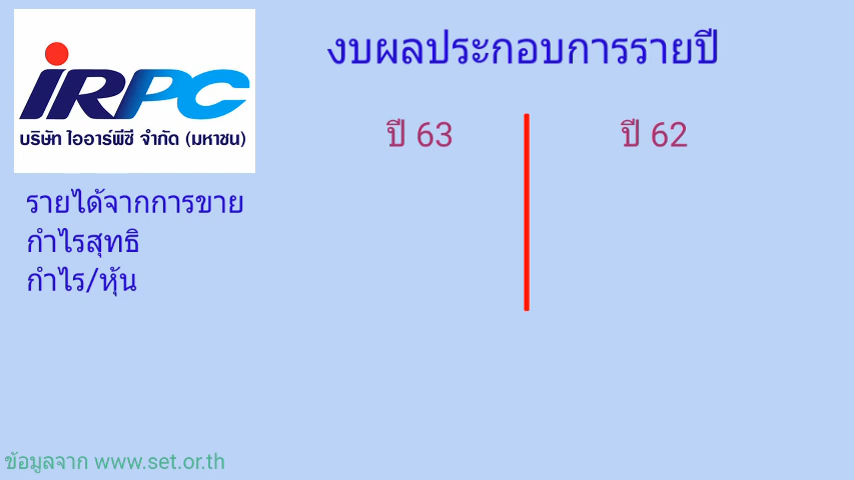 งบผลประกอบการรายปี
IRPC
บริษัท ไออาร์พีซี จำกัด (มหาชน)
ปี 63
ปี 62
รายได้จากการขาย
กำไรสุทธิ
กำไร/หุ้น
ข้อมูลจาก www.set.or.th